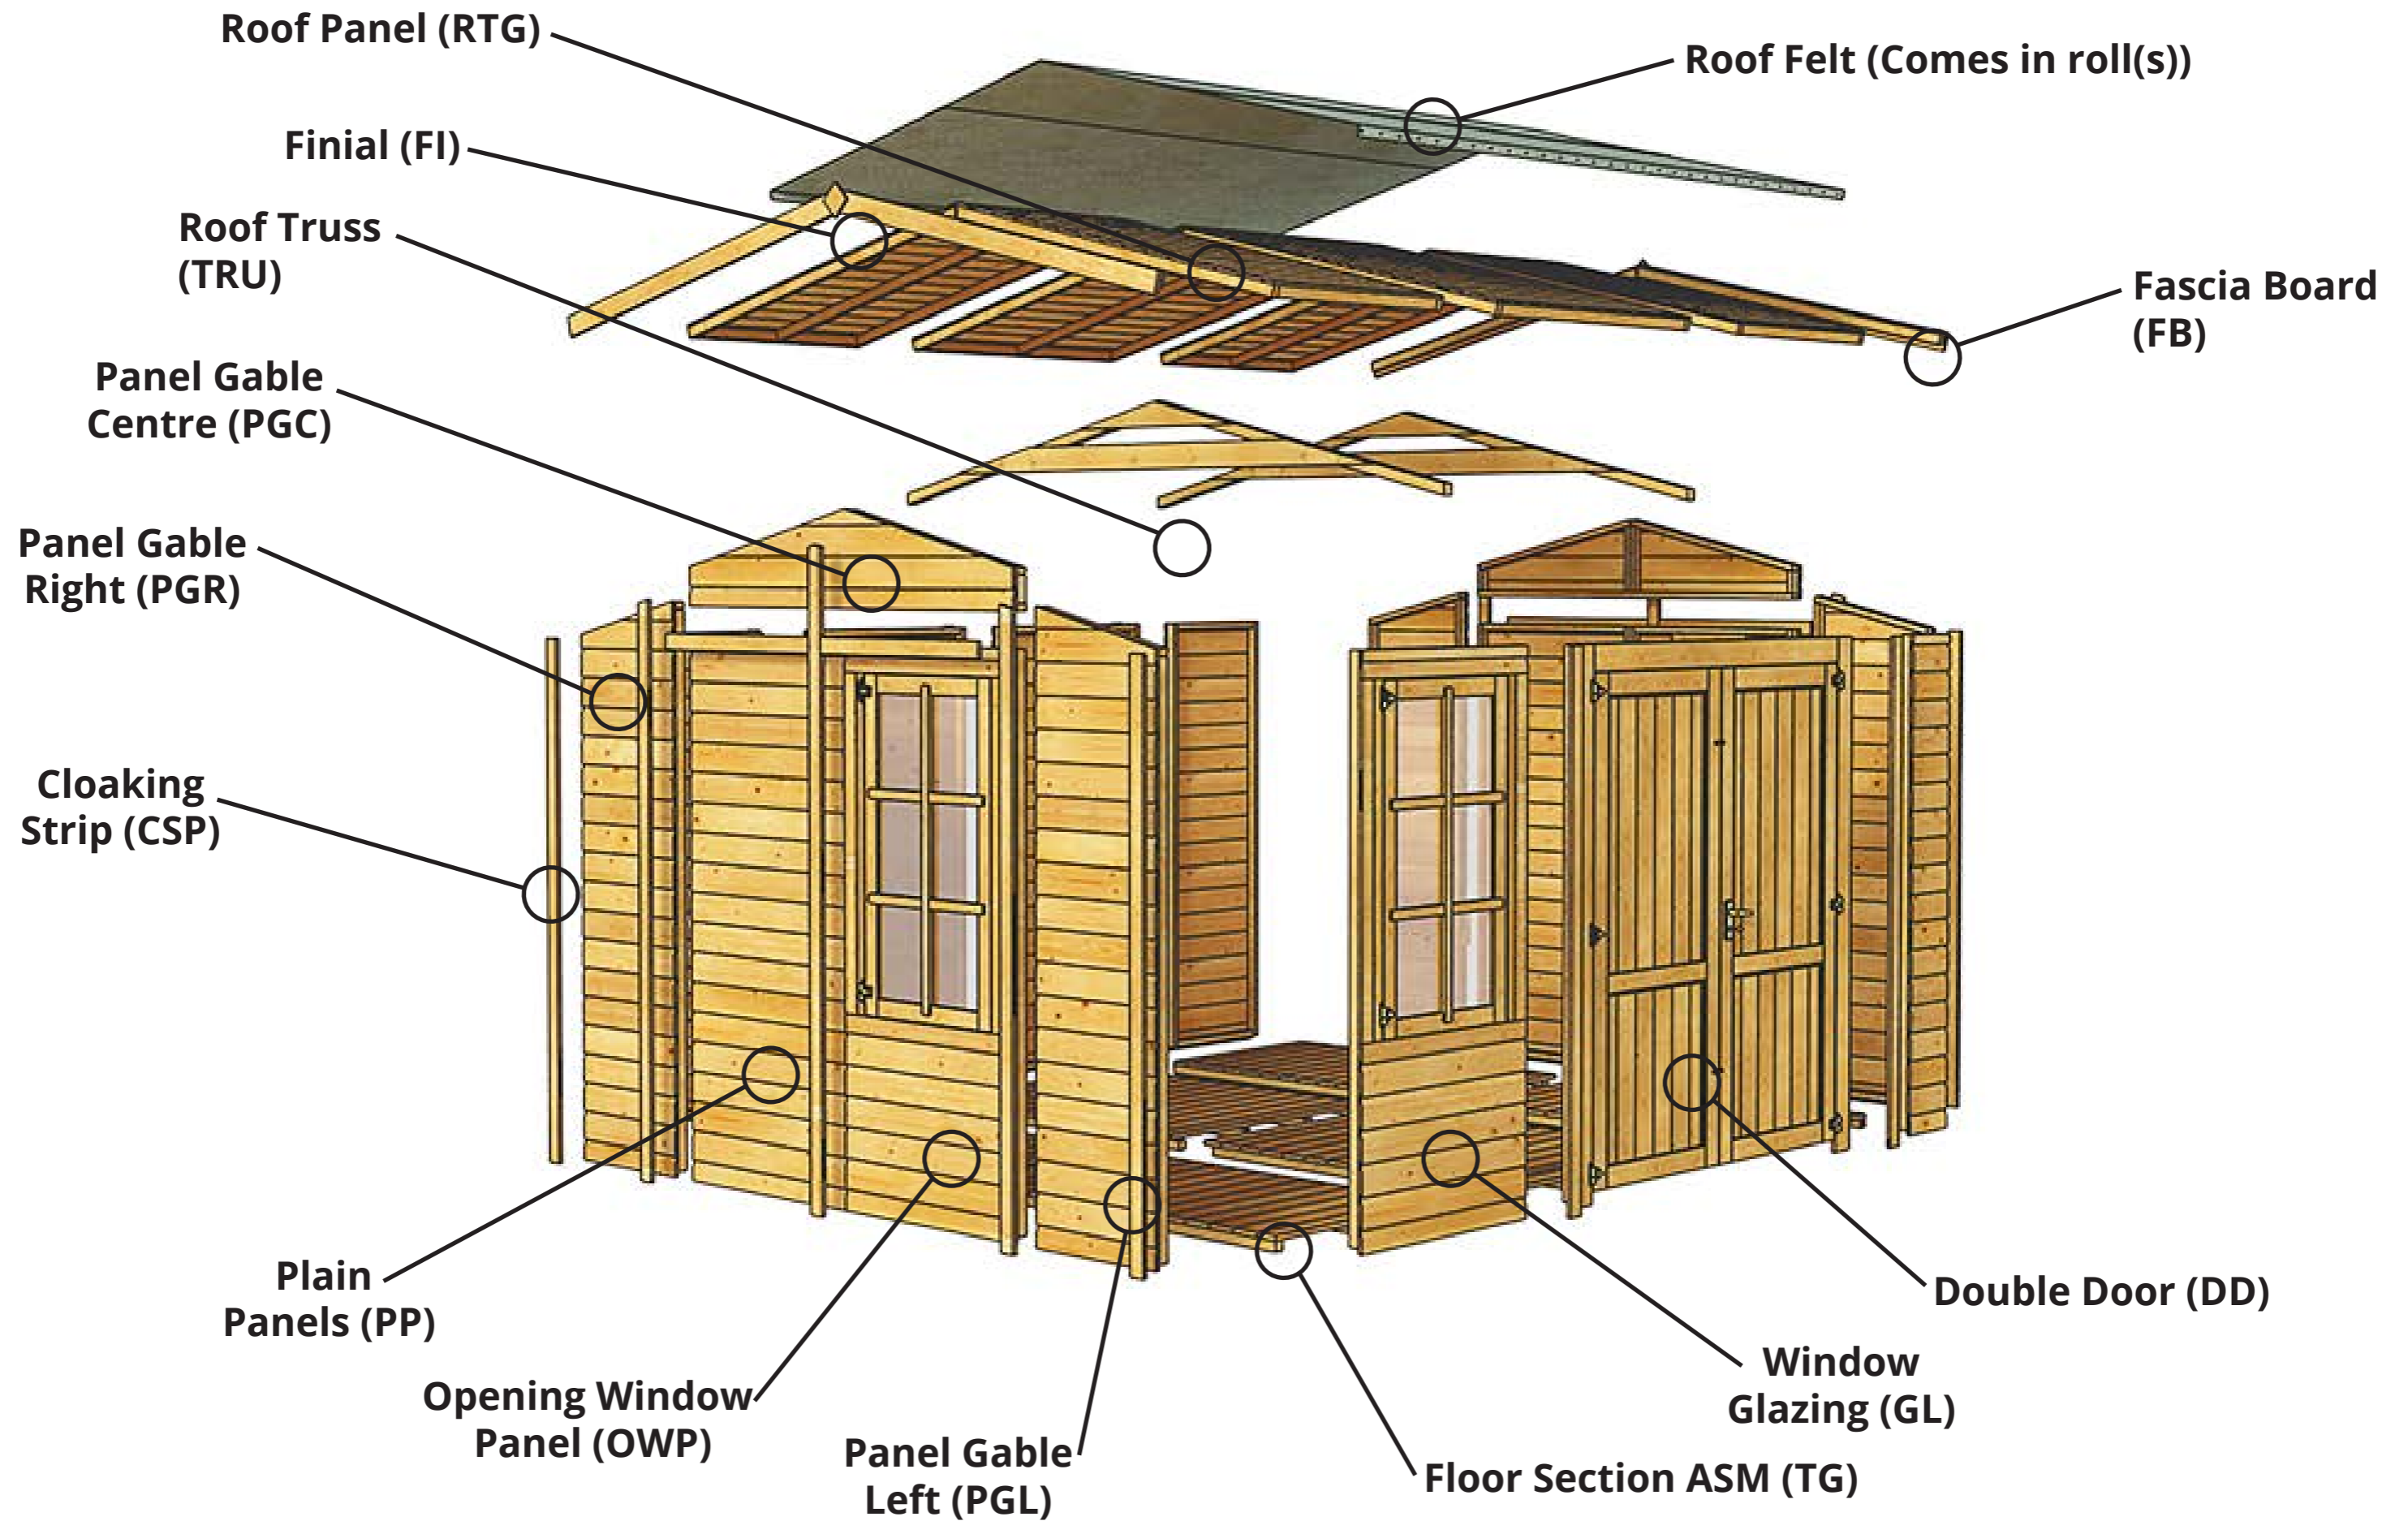 Roof Panel (RTG)
Roof Felt (Comes in roll(s))
Finial (FI)
Roof Truss
(TRU)
Fascia Board
(FB)
Panel Gable
Centre (PGC)
Panel Gable
Right (PGR)
Cloaking
Strip (CSP)
Plain
Panels (PP)
Double Door (DD)
Opening Window
Panel (OWP)
Window
Glazing (GL)
Panel Gable
Left (PGL)
Floor Section ASM (TG)